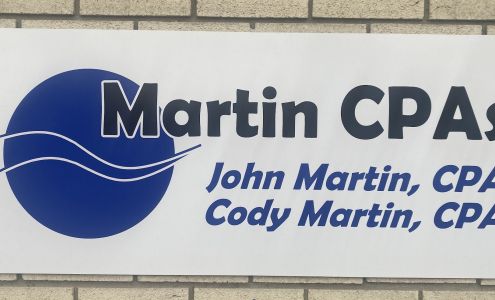 Martin CPAs
John Martin, CPA
Cody Martin, CPA